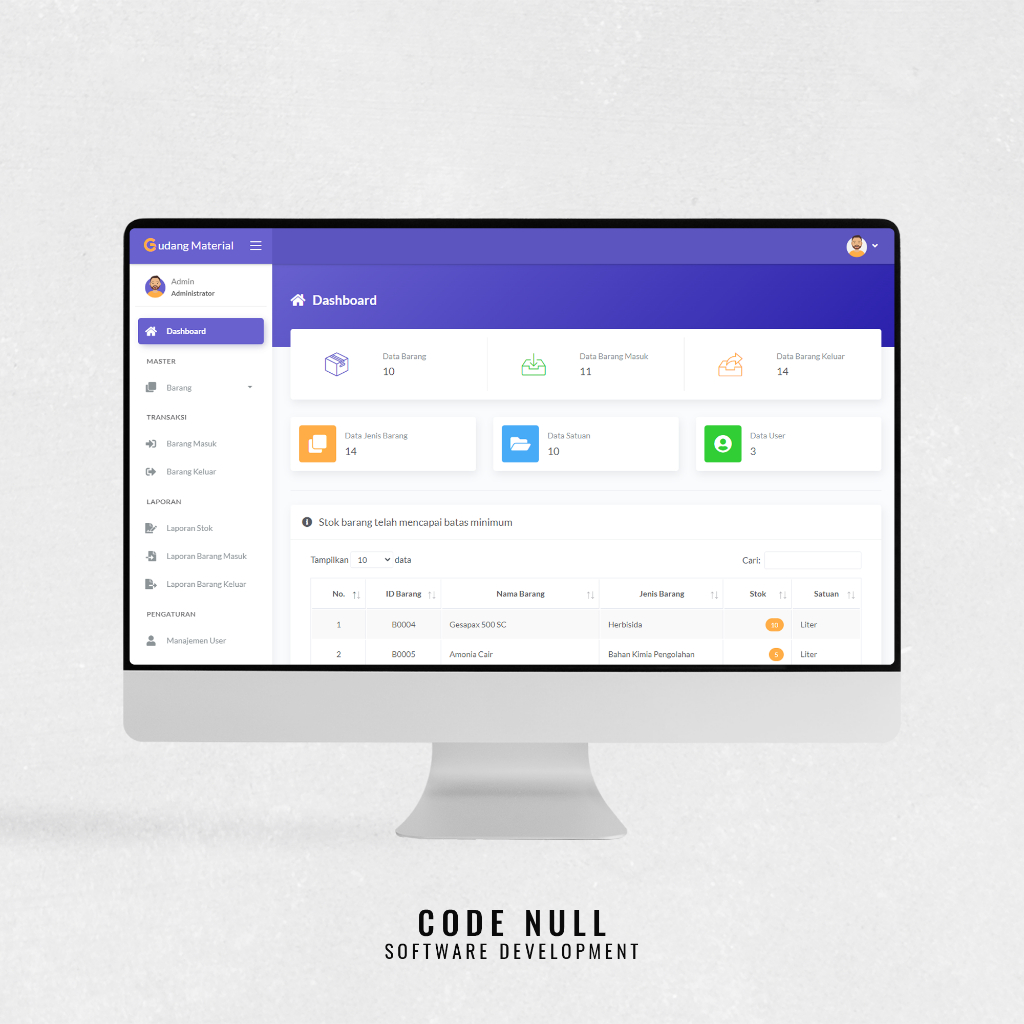 Gudang Material
Admin
Administrator
Dashboard
MASTER
Barang
TRANSAKSI
Barang Masuk
Barang Keluar
LAPORAN
Laporan Stok
Laporan Barang Masuk
Laporan Barang Keluar
PENGATURAN
Manajemen User
Dashboard
Data Barang
10
Data Barang Masuk
11
Data Barang Keluar
14
Data Jenis Barang
14
Data Satuan
10
Data User
3
Stok barang telah mencapai batas minimum
Tampilkan 10 data Cari:
No. ID Barang Nama Barang Jenis Barang Stok Satuan
1 B0004 Gesapax 500 SC Herbisida 10 Liter
2 B0005 Amonia Cair Bahan Kimia Pengolahan 5 Liter
CODE NULL
SOFTWARE DEVELOPMENT